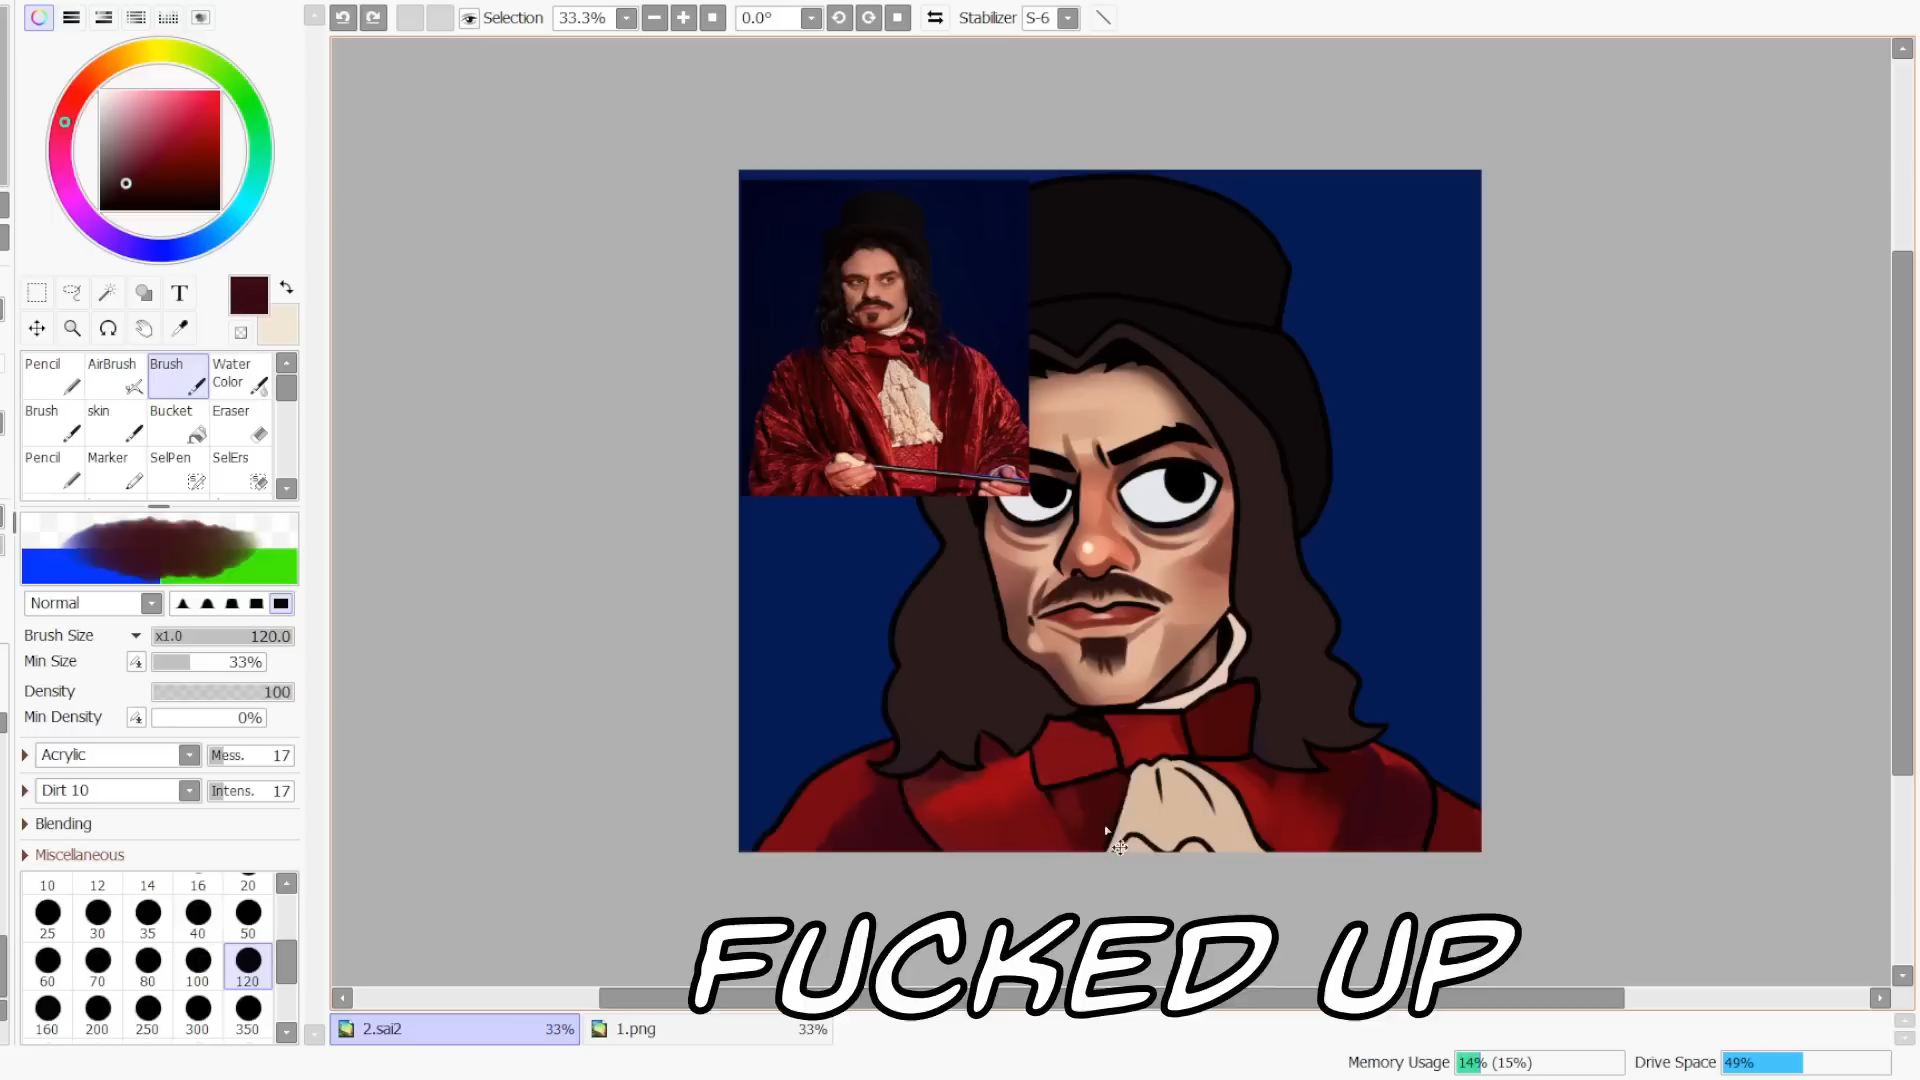 Selection 33.3% 0.0° Stabilizer S-6
T
Pencil AirBrush Brush Water Color
Brush skin Bucket Eraser
Pencil Marker SelPen SelErs
Normal
Brush Size x1.0 120.0
Min Size 33%
Density 100
Min Density 0%
Acrylic Mess. 17
Dirt 10 Intens. 17
Blending
Miscellaneous
10 12 14 16 20
25 30 35 40 50
60 70 80 100 120
160 200 250 300 350
FUCKED UP
2.sai2 33% 1.png 33%
Memory Usage 14% (15%) Drive Space 49%